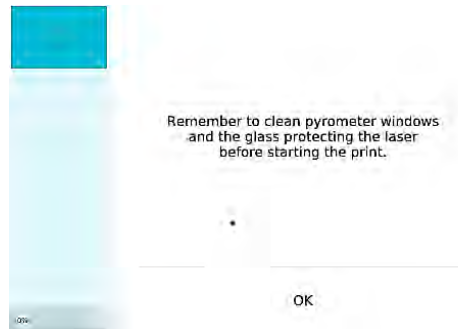 Remember to clean pyrometer windows
and the glass protecting the laser
before starting the print.
OK